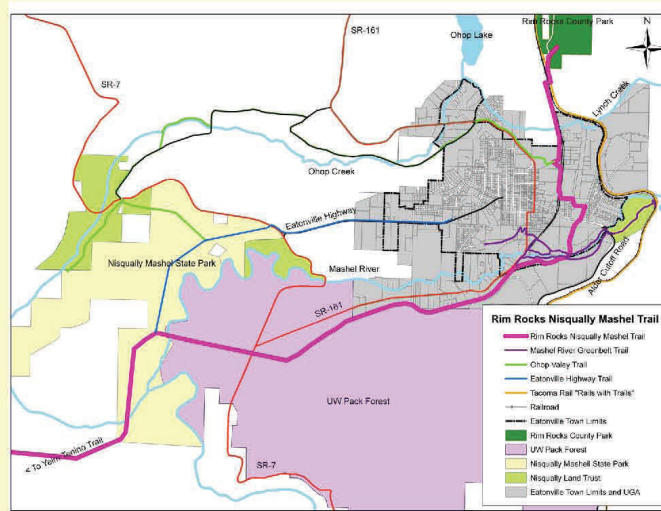 Rim Rocks County Park
N
SR-161
Ohop Lake
SR-7
Lynch Creek
Ohop Creek
Eatonville Highway
Nisqually Mashel State Park
Mashel River
Alder Cutoff Road
SR-161
UW Pack Forest
< To Yelm Tenino Trail
SR-7
Rim Rocks Nisqually Mashel Trail
Rim Rocks Nisqually Mashel Trail
Mashel River Greenbelt Trail
Ohop Valey Trail
Eatonville Highway Trail
Tacoma Rail "Rails with Trails"
Railroad
Eatonville Town Limits
Rim Rocks County Park
UW Pack Forest
Nisqually Mashell State Park
Nisqually Land Trust
Eatonville Town Limits and UGA